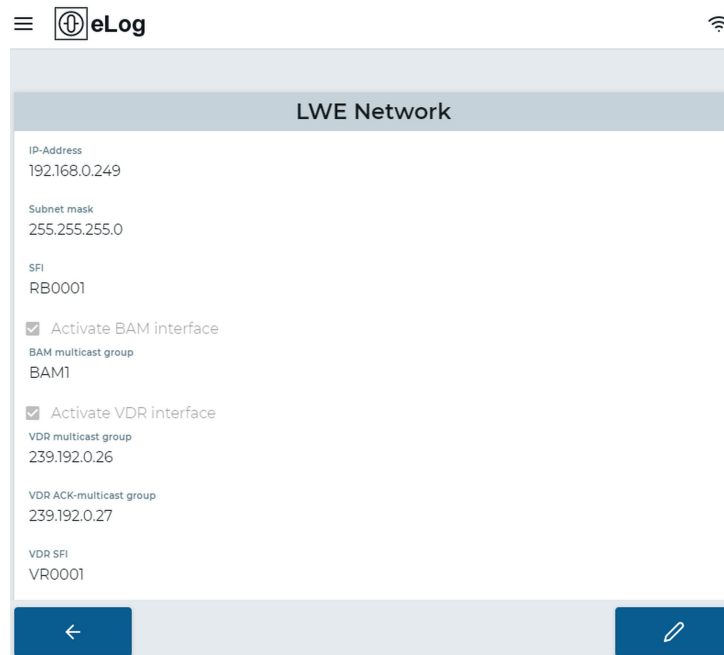 eLog
LWE Network
IP-Address
192.168.0.249
Subnet mask
255.255.255.0
SFI
RB0001
Activate BAM interface
BAM multicast group
BAM1
Activate VDR interface
VDR multicast group
239.192.0.26
VDR ACK-multicast group
239.192.0.27
VDR SFI
VR0001